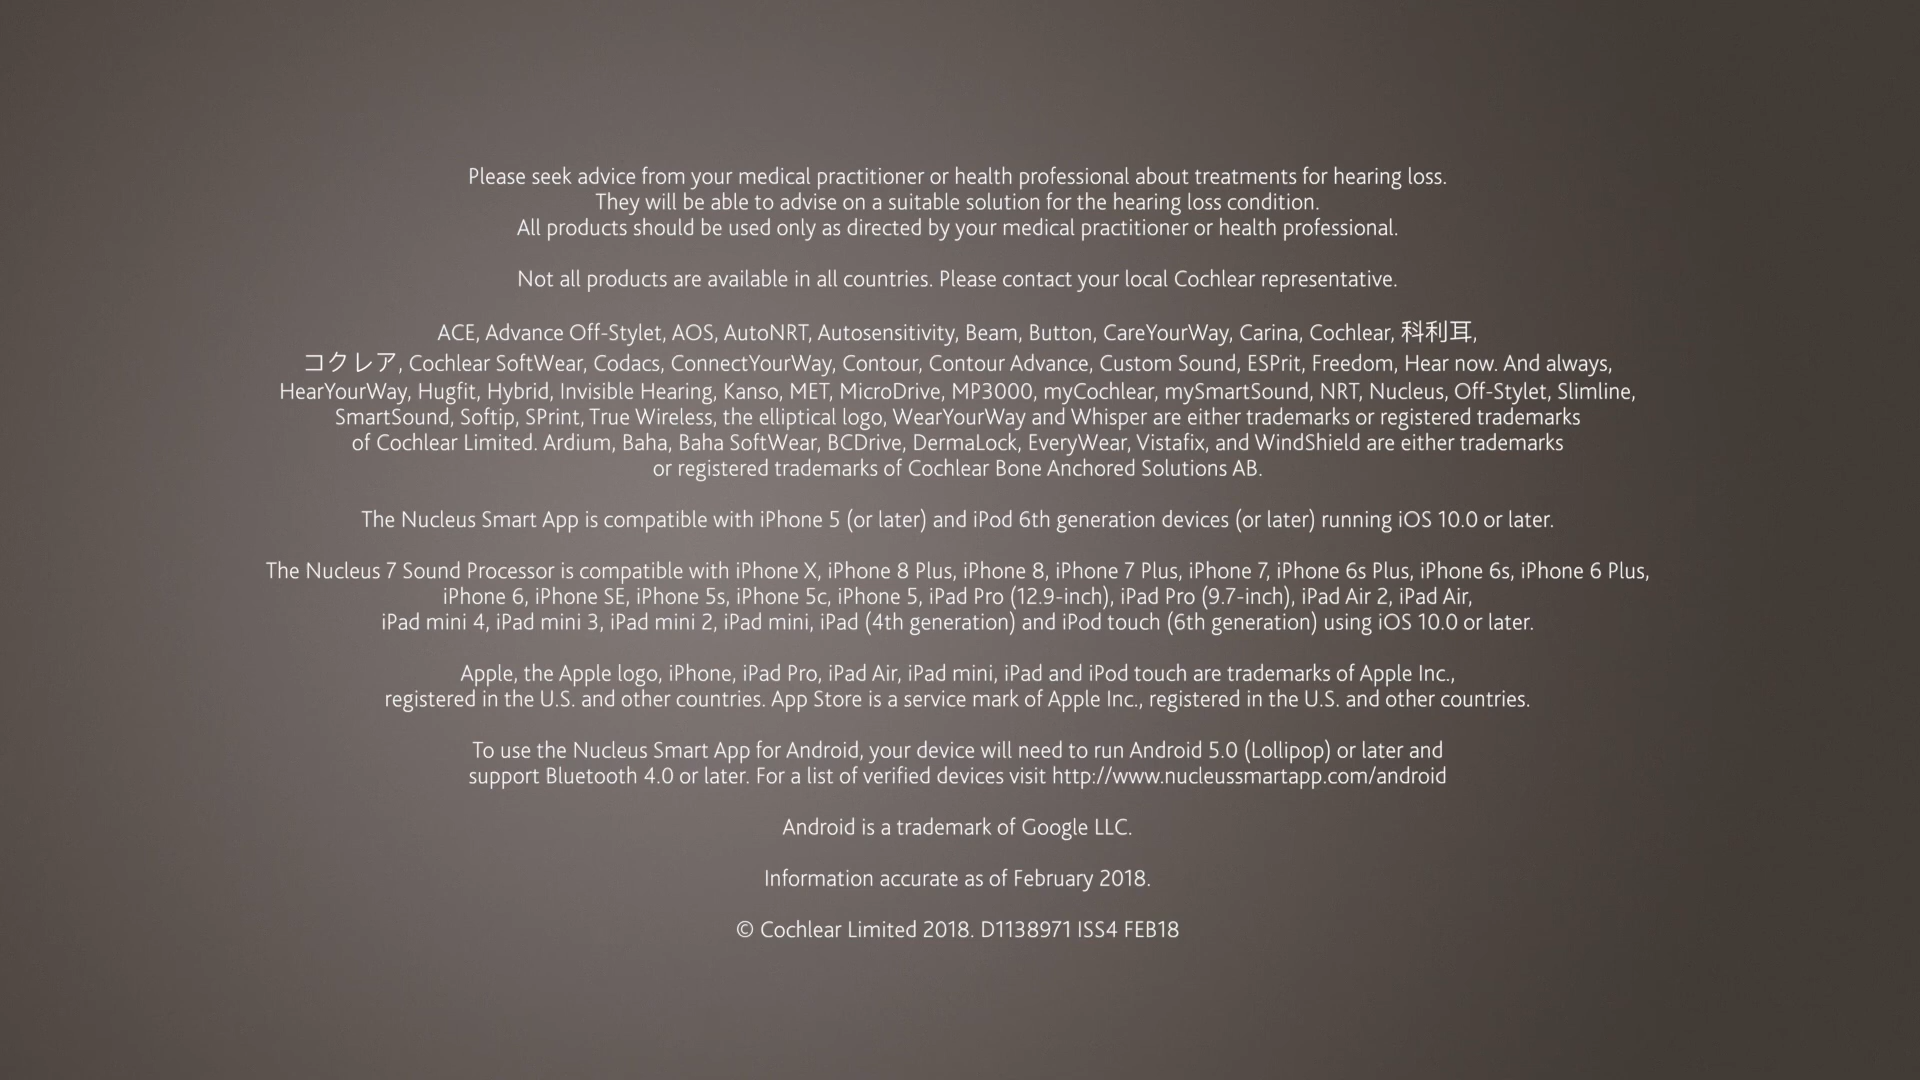 Please seek advice from your medical practitioner or health professional about treatments for hearing loss.
They will be able to advise on a suitable solution for the hearing loss condition.
All products should be used only as directed by your medical practitioner or health professional.
Not all products are available in all countries. Please contact your local Cochlear representative.
ACE, Advance Off-Stylet, AOS, AutoNRT, Autosensitivity, Beam, Button, CareYourWay, Carina, Cochlear, 科利耳,
コクレア, Cochlear SoftWear, Codacs, ConnectYourWay, Contour, Contour Advance, Custom Sound, ESPrit, Freedom, Hear now. And always,
HearYourWay, Hugfit, Hybrid, Invisible Hearing, Kanso, MET, MicroDrive, MP3000, myCochlear, mySmartSound, NRT, Nucleus, Off-Stylet, Slimline,
SmartSound, Softip, SPrint, True Wireless, the elliptical logo, WearYourWay and Whisper are either trademarks or registered trademarks
of Cochlear Limited. Ardium, Baha, Baha SoftWear, BCDrive, DermaLock, EveryWear, Vistafix, and WindShield are either trademarks
or registered trademarks of Cochlear Bone Anchored Solutions AB.
The Nucleus Smart App is compatible with iPhone 5 (or later) and iPod 6th generation devices (or later) running iOS 10.0 or later.
The Nucleus 7 Sound Processor is compatible with iPhone X, iPhone 8 Plus, iPhone 8, iPhone 7 Plus, iPhone 7, iPhone 6s Plus, iPhone 6s, iPhone 6 Plus,
iPhone 6, iPhone SE, iPhone 5s, iPhone 5c, iPhone 5, iPad Pro (12.9-inch), iPad Pro (9.7-inch), iPad Air 2, iPad Air,
iPad mini 4, iPad mini 3, iPad mini 2, iPad mini, iPad (4th generation) and iPod touch (6th generation) using iOS 10.0 or later.
Apple, the Apple logo, iPhone, iPad Pro, iPad Air, iPad mini, iPad and iPod touch are trademarks of Apple Inc.,
registered in the U.S. and other countries. App Store is a service mark of Apple Inc., registered in the U.S. and other countries.
To use the Nucleus Smart App for Android, your device will need to run Android 5.0 (Lollipop) or later and
support Bluetooth 4.0 or later. For a list of verified devices visit http://www.nucleussmartapp.com/android
Android is a trademark of Google LLC.
Information accurate as of February 2018.
© Cochlear Limited 2018. D1138971 ISS4 FEB18